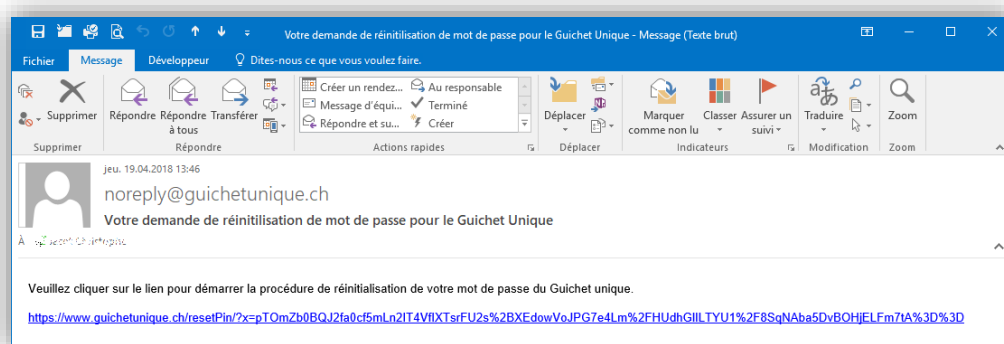 Votre demande de réinitilisation de mot de passe pour le Guichet Unique - Message (Texte brut)
Fichier Message Développeur Dites-nous ce que vous voulez faire.
Supprimer Répondre Répondre à tous Transférer
Créer un rendez... Au responsable
Message d'équi... Terminé
Répondre et su... Créer
Déplacer Marquer comme non lu Classer Assurer un suivi Traduire Zoom
Supprimer Répondre Actions rapides Déplacer Indicateurs Modification Zoom
jeu. 19.04.2018 13:46
noreply@guichetunique.ch
Votre demande de réinitilisation de mot de passe pour le Guichet Unique
À
Veuillez cliquer sur le lien pour démarrer la procédure de réinitialisation de votre mot de passe du Guichet unique.
https://www.guichetunique.ch/resetPin/?x=pTOmZb0BQJ2fa0cf5mLn2IT4VflXTsrFU2s%2BXEdowVoJPG7e4Lm%2FHUdhGlILTYU1%2F8SqNAba5DvBOHjELFm7tA%3D%3D